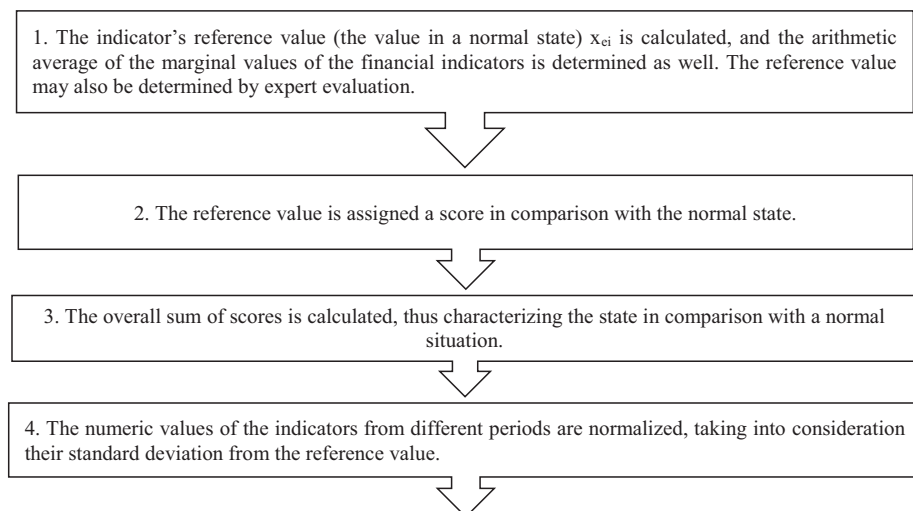 1. The indicator's reference value (the value in a normal state) xₑᵢ is calculated, and the arithmetic
average of the marginal values of the financial indicators is determined as well. The reference value
may also be determined by expert evaluation.
2. The reference value is assigned a score in comparison with the normal state.
3. The overall sum of scores is calculated, thus characterizing the state in comparison with a normal
situation.
4. The numeric values of the indicators from different periods are normalized, taking into consideration
their standard deviation from the reference value.